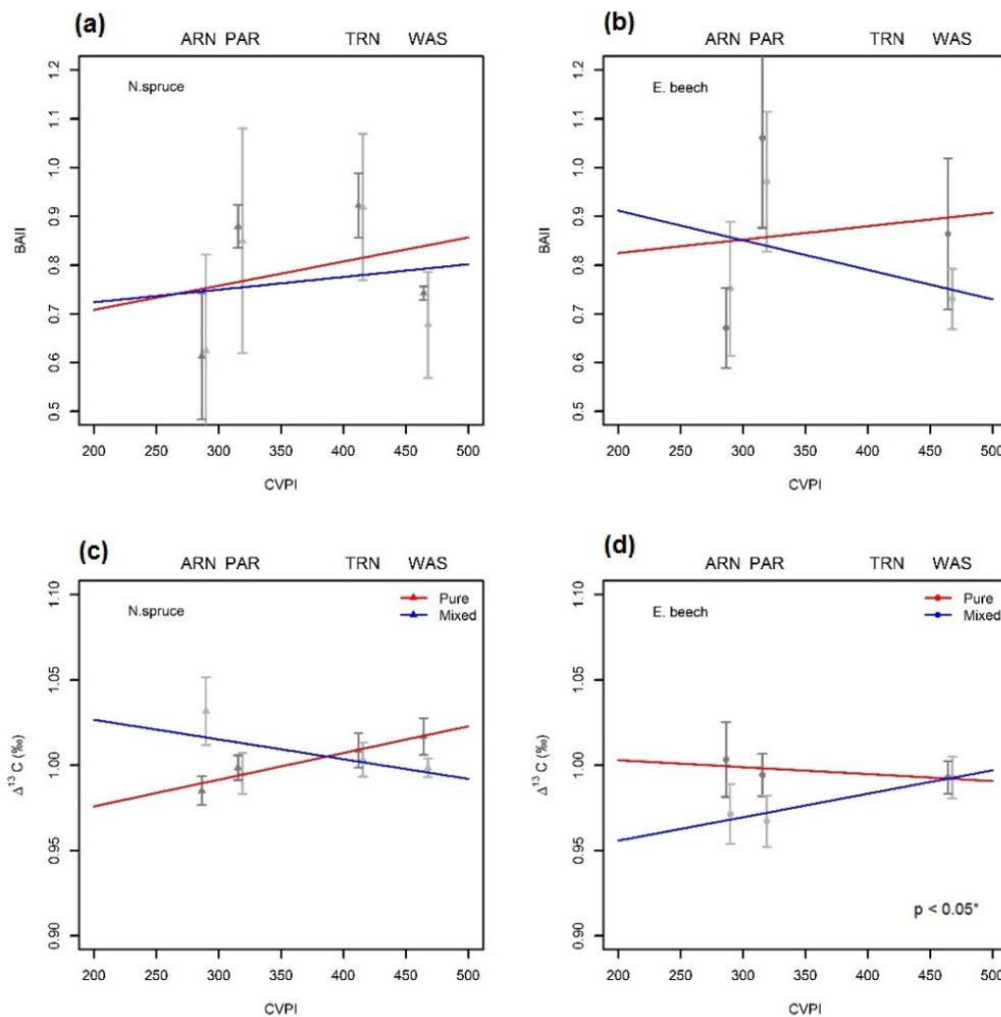 (a)
ARN PAR TRN WAS
N.spruce
BAII
1.2
1.1
1.0
0.9
0.8
0.7
0.6
0.5
200 250 300 350 400 450 500
CVPI
(b)
ARN PAR TRN WAS
E. beech
BAII
1.2
1.1
1.0
0.9
0.8
0.7
0.6
0.5
200 250 300 350 400 450 500
CVPI
(c)
ARN PAR TRN WAS
N.spruce
Pure
Mixed
Δ¹³ C (‰)
1.10
1.05
1.00
0.95
0.90
200 250 300 350 400 450 500
CVPI
(d)
ARN PAR TRN WAS
E. beech
Pure
Mixed
Δ¹³ C (‰)
1.10
1.05
1.00
0.95
0.90
p < 0.05*
200 250 300 350 400 450 500
CVPI